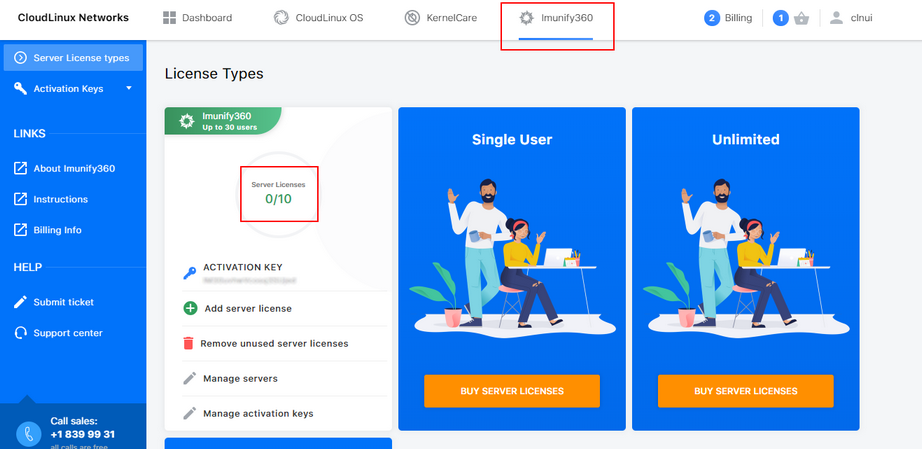 CloudLinux Networks
Dashboard
CloudLinux OS
KernelCare
Imunify360
2 Billing
1
clnui
Server License types
Activation Keys
LINKS
About Imunify360
Instructions
Billing Info
HELP
Submit ticket
Support center
Call sales:
+1 839 99 31
all calls are free
License Types
Imunify360
Up to 30 users
Server Licenses
0/10
ACTIVATION KEY
Add server license
Remove unused server licenses
Manage servers
Manage activation keys
Single User
BUY SERVER LICENSES
Unlimited
BUY SERVER LICENSES